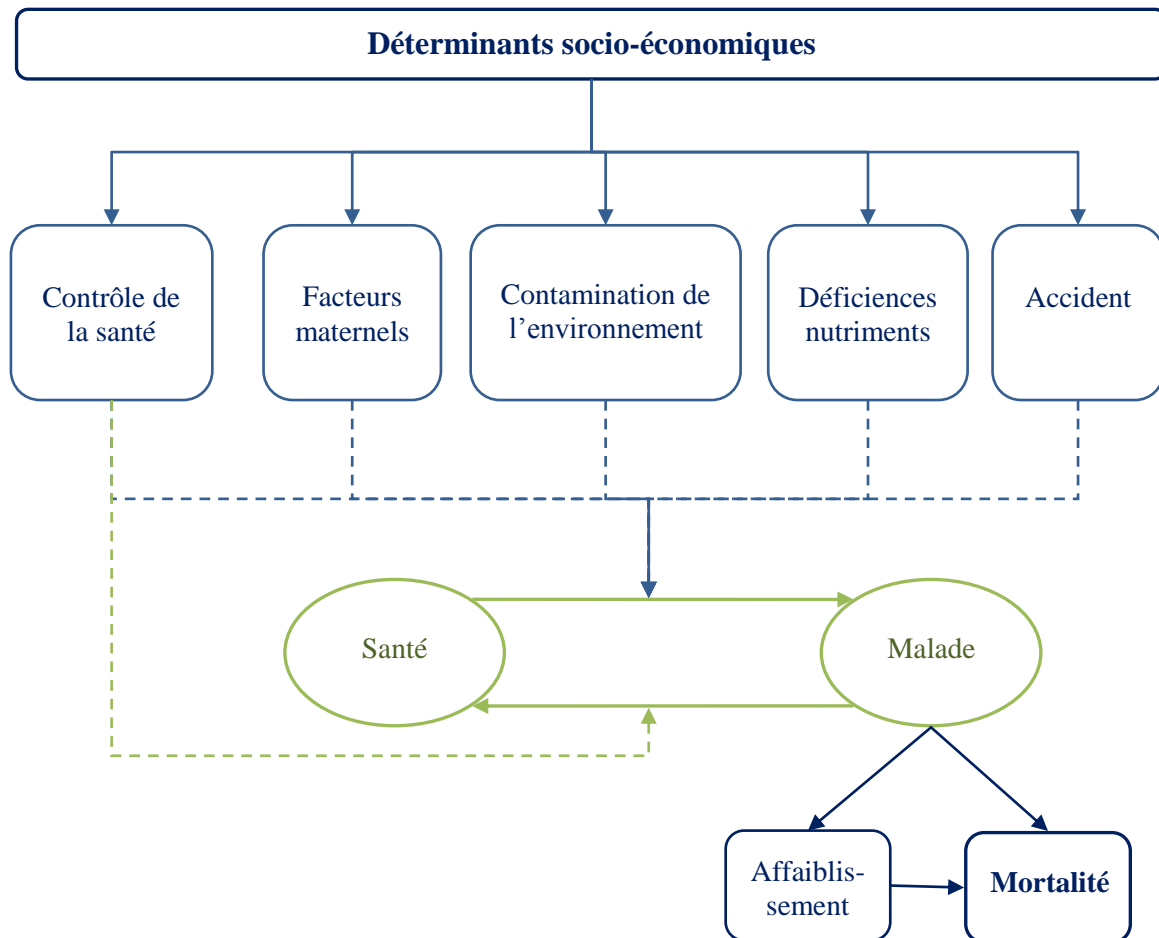 Déterminants socio-économiques
Contrôle de
la santé
Facteurs
maternels
Contamination de
l’environnement
Déficiences
nutriments
Accident
Santé
Malade
Affaiblis-
sement
Mortalité